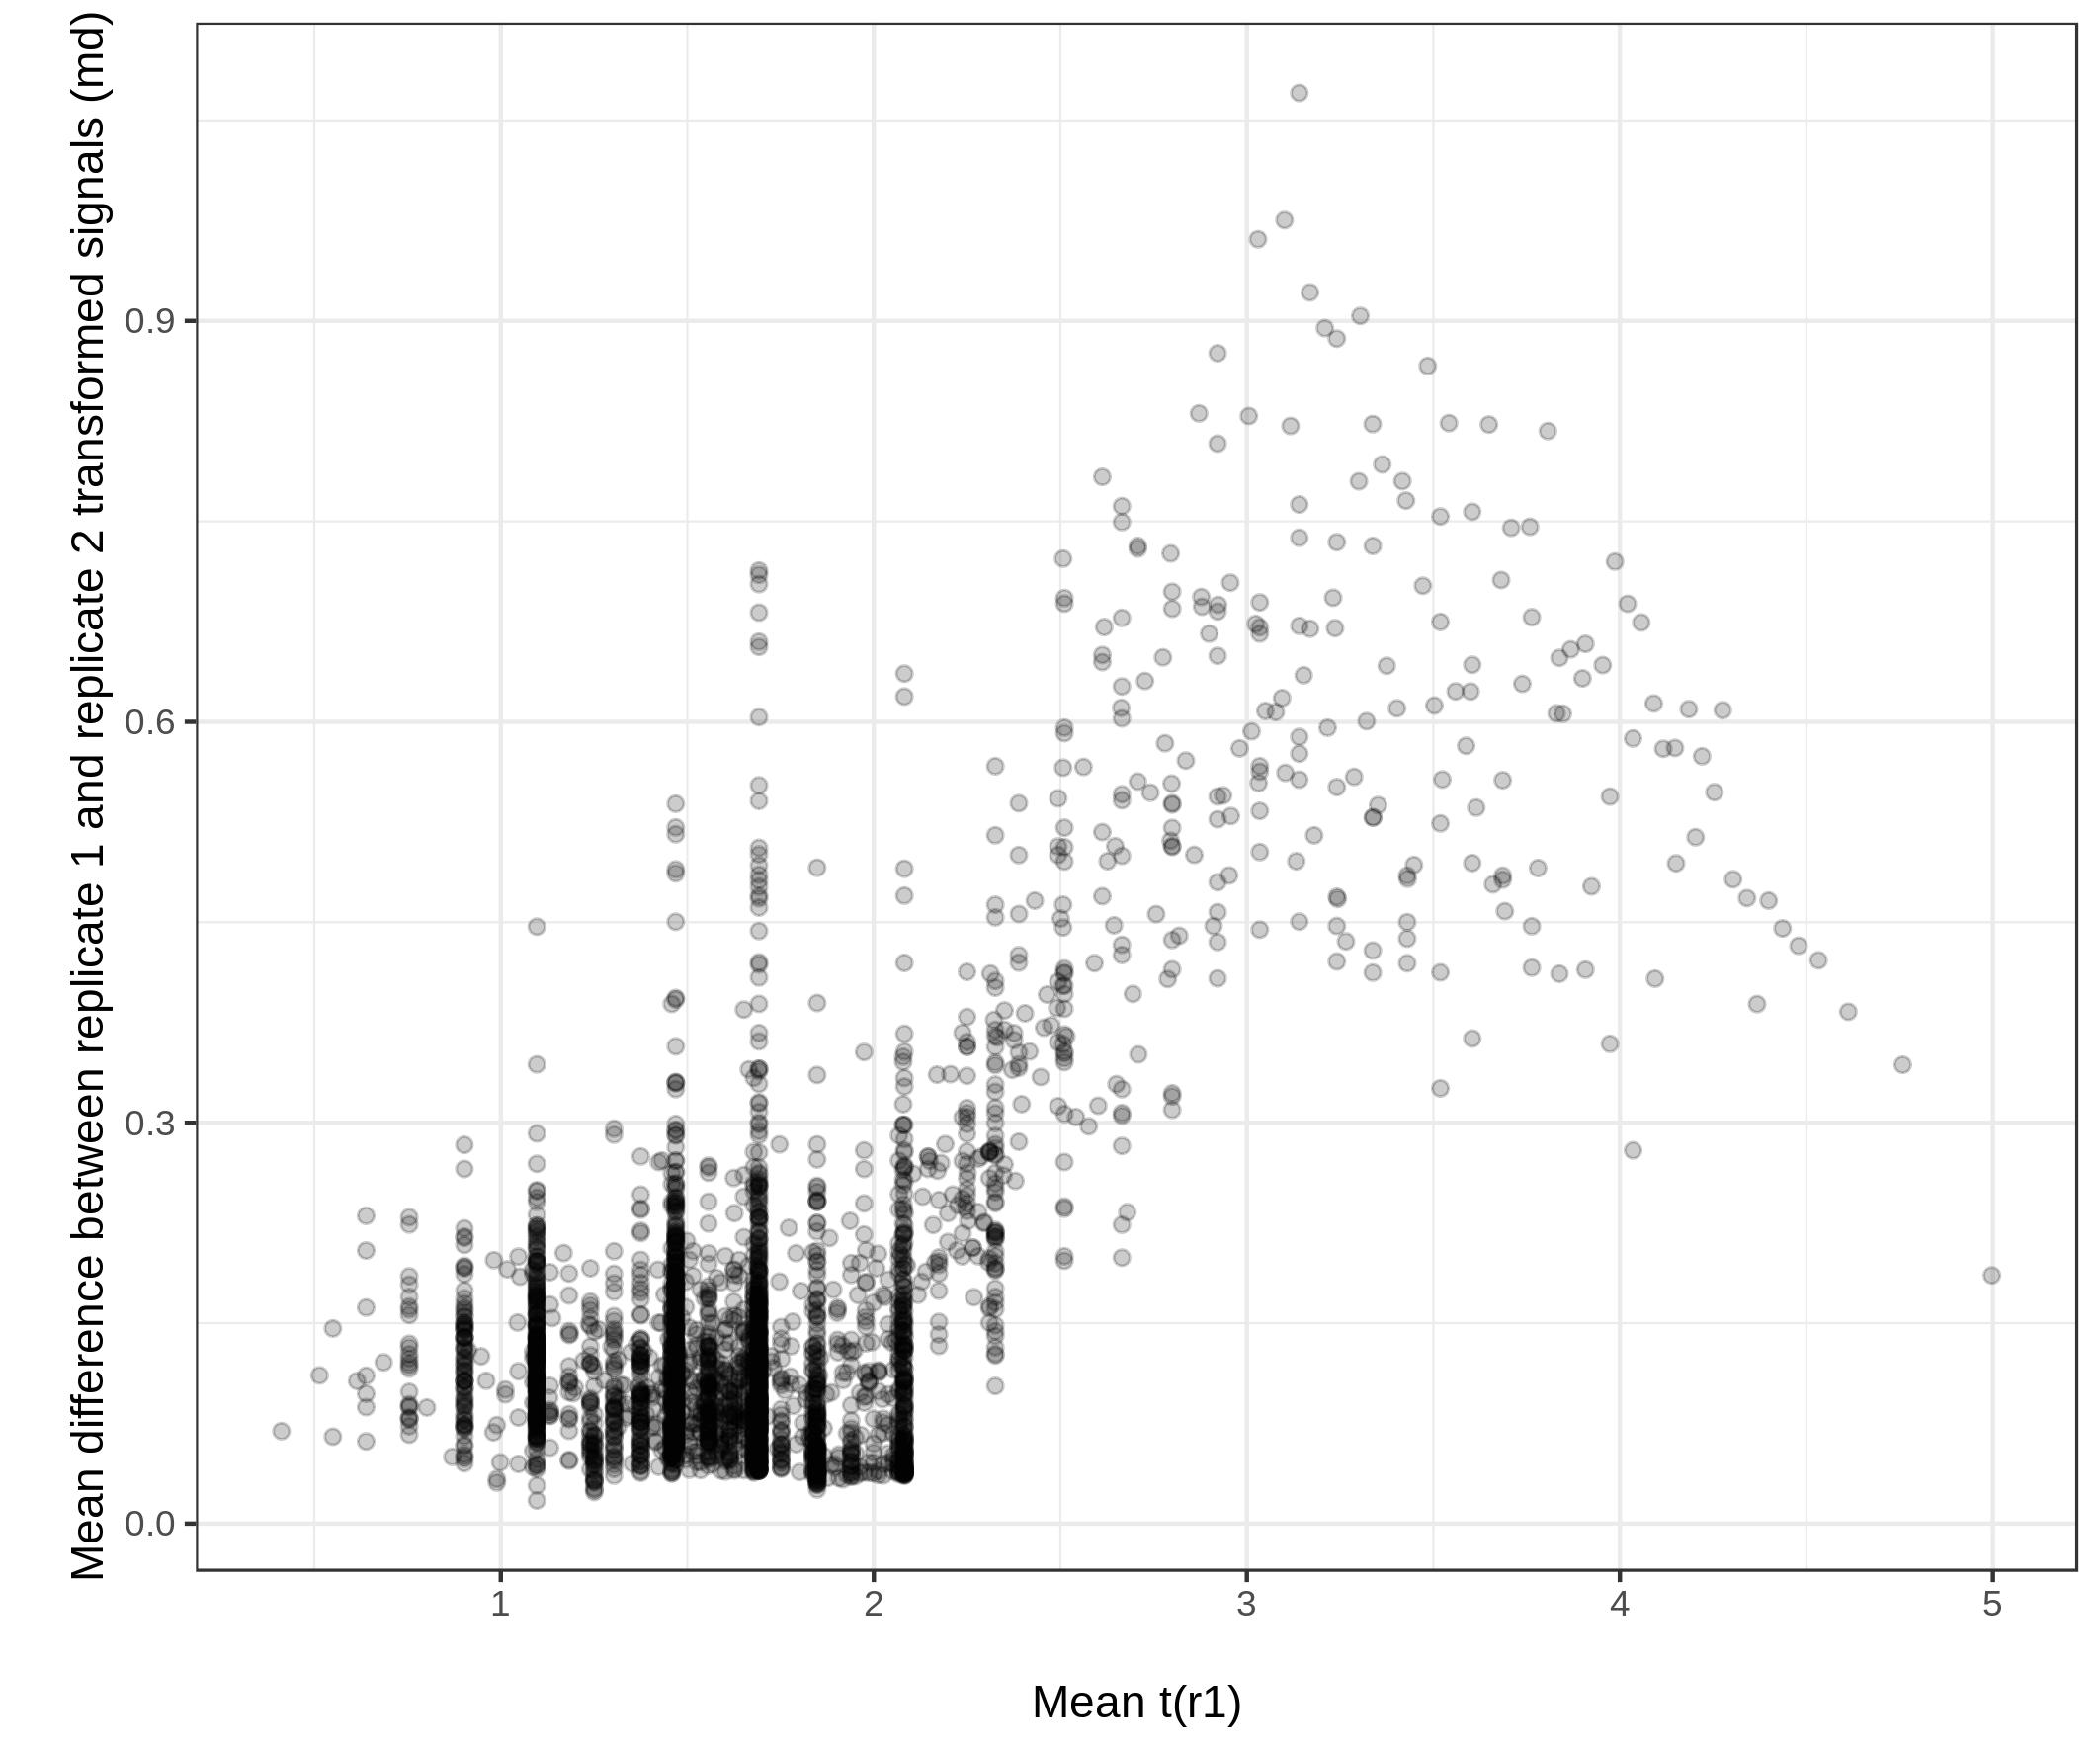 Mean difference between replicate 1 and replicate 2 transformed signals (md)
0.9
0.6
0.3
0.0
1 2 3 4 5
Mean t(r1)